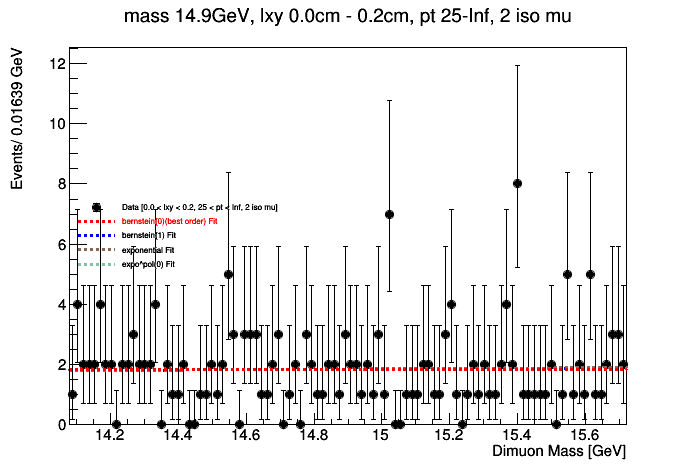 mass 14.9GeV, lxy 0.0cm - 0.2cm, pt 25-Inf, 2 iso mu
Events/ 0.01639 GeV
12
10
8
6
4
2
0
Data [0.0 < lxy < 0.2, 25 < pt < Inf, 2 iso mu]
bernstein(0)(best order) Fit
bernstein(1) Fit
exponential Fit
expo*pol(0) Fit
14.2 14.4 14.6 14.8 15 15.2 15.4 15.6
Dimuon Mass [GeV]